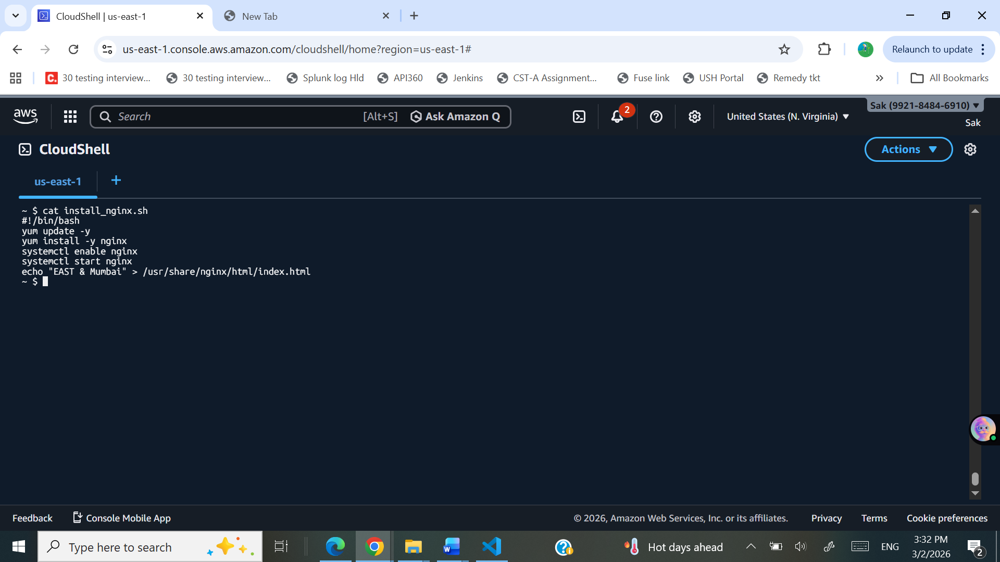 CloudShell | us-east-1
New Tab
us-east-1.console.aws.amazon.com/cloudshell/home?region=us-east-1#
Relaunch to update
30 testing interview...
30 testing interview...
Splunk log Hld
API360
Jenkins
CST-A Assignment...
Fuse link
USH Portal
Remedy tkt
All Bookmarks
aws
Search
[Alt+S]
Ask Amazon Q
2
United States (N. Virginia)
Sak (9921-8484-6910)
Sak
CloudShell
Actions
us-east-1
~ $ cat install_nginx.sh
#!/bin/bash
yum update -y
yum install -y nginx
systemctl enable nginx
systemctl start nginx
echo "EAST & Mumbai" > /usr/share/nginx/html/index.html
~ $
Feedback
Console Mobile App
© 2026, Amazon Web Services, Inc. or its affiliates.
Privacy
Terms
Cookie preferences
Type here to search
Hot days ahead
ENG
3:32 PM
3/2/2026
2